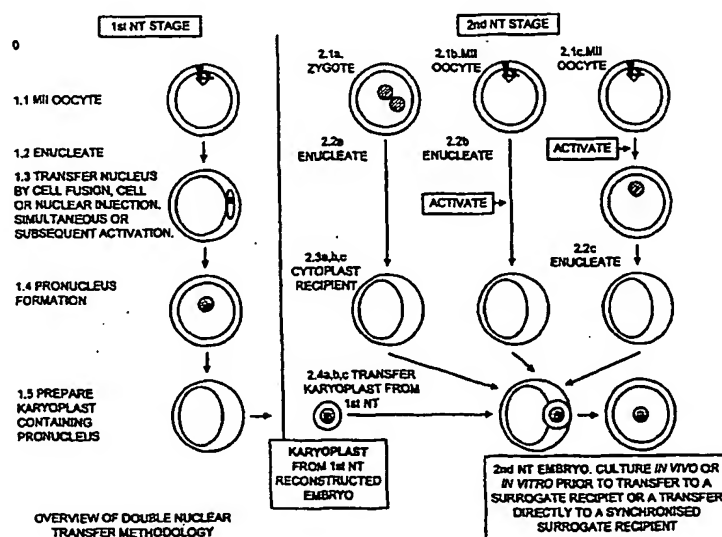 1st NT STAGE
2nd NT STAGE
0
1.1 MII OOCYTE
1.2 ENUCLEATE
1.3 TRANSFER NUCLEUS
BY CELL FUSION, CELL
OR NUCLEAR INJECTION.
SIMULTANEOUS OR
SUBSEQUENT ACTIVATION.
1.4 PRONUCLEUS
FORMATION
1.5 PREPARE
KARYOPLAST
CONTAINING
PRONUCLEUS
OVERVIEW OF DOUBLE NUCLEAR
TRANSFER METHODOLOGY
2.1a.
ZYGOTE
2.1b.MII
OOCYTE
2.1c.MII
OOCYTE
2.2a
ENUCLEATE
2.2b
ENUCLEATE
ACTIVATE
ACTIVATE
2.2c
ENUCLEATE
2.3a,b,c
CYTOPLAST
RECIPIENT
2.4a,b,c TRANSFER
KARYOPLAST FROM
1st NT
KARYOPLAST
FROM 1st NT
RECONSTRUCTED
EMBRYO
2nd NT EMBRYO. CULTURE IN VIVO OR
IN VITRO PRIOR TO TRANSFER TO A
SURROGATE RECIPIET OR A TRANSFER
DIRECTLY TO A SYNCHRONISED
SURROGATE RECIPIENT